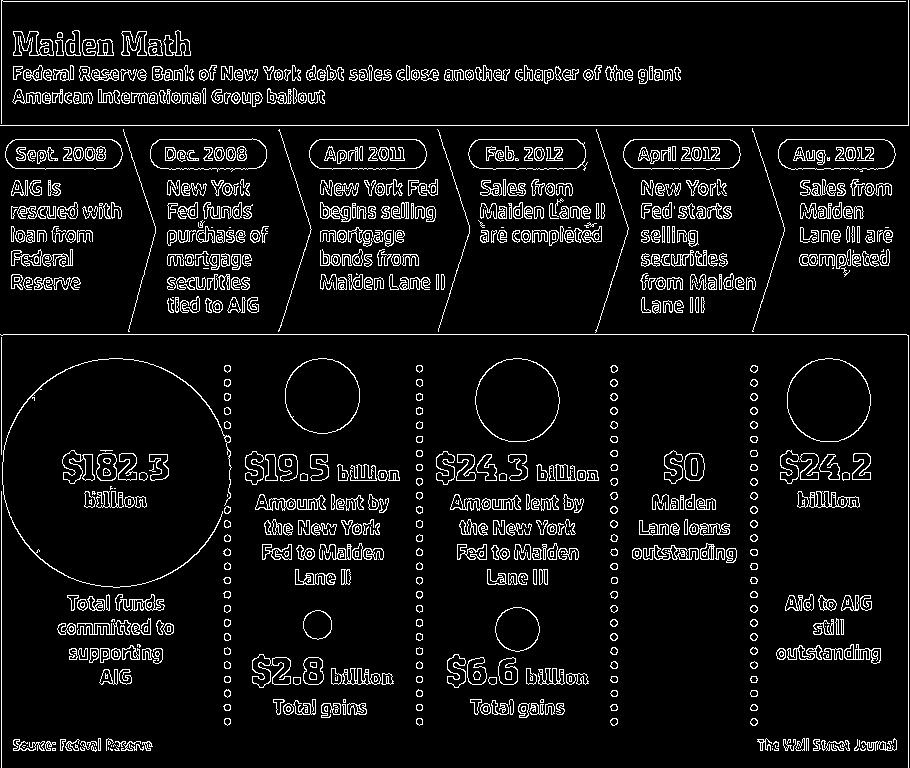 Maiden Math
Federal Reserve Bank of New York debt sales close another chapter of the giant
American International Group bailout
Sept. 2008
AIG is
rescued with
loan from
Federal
Reserve
Dec. 2008
New York
Fed funds
purchase of
mortgage
securities
tied to AIG
April 2011
New York Fed
begins selling
mortgage
bonds from
Maiden Lane II
Feb. 2012
Sales from
Maiden Lane II
are completed
April 2012
New York
Fed starts
selling
securities
from Maiden
Lane III
Aug. 2012
Sales from
Maiden
Lane III are
completed
$182.3
billion
Total funds
committed to
supporting
AIG
$19.5 billion
Amount lent by
the New York
Fed to Maiden
Lane II
$2.8 billion
Total gains
$24.3 billion
Amount lent by
the New York
Fed to Maiden
Lane III
$6.6 billion
Total gains
$0
Maiden
Lane loans
outstanding
$24.2
billion
Aid to AIG
still
outstanding
Source: Federal Reserve
The Wall Street Journal